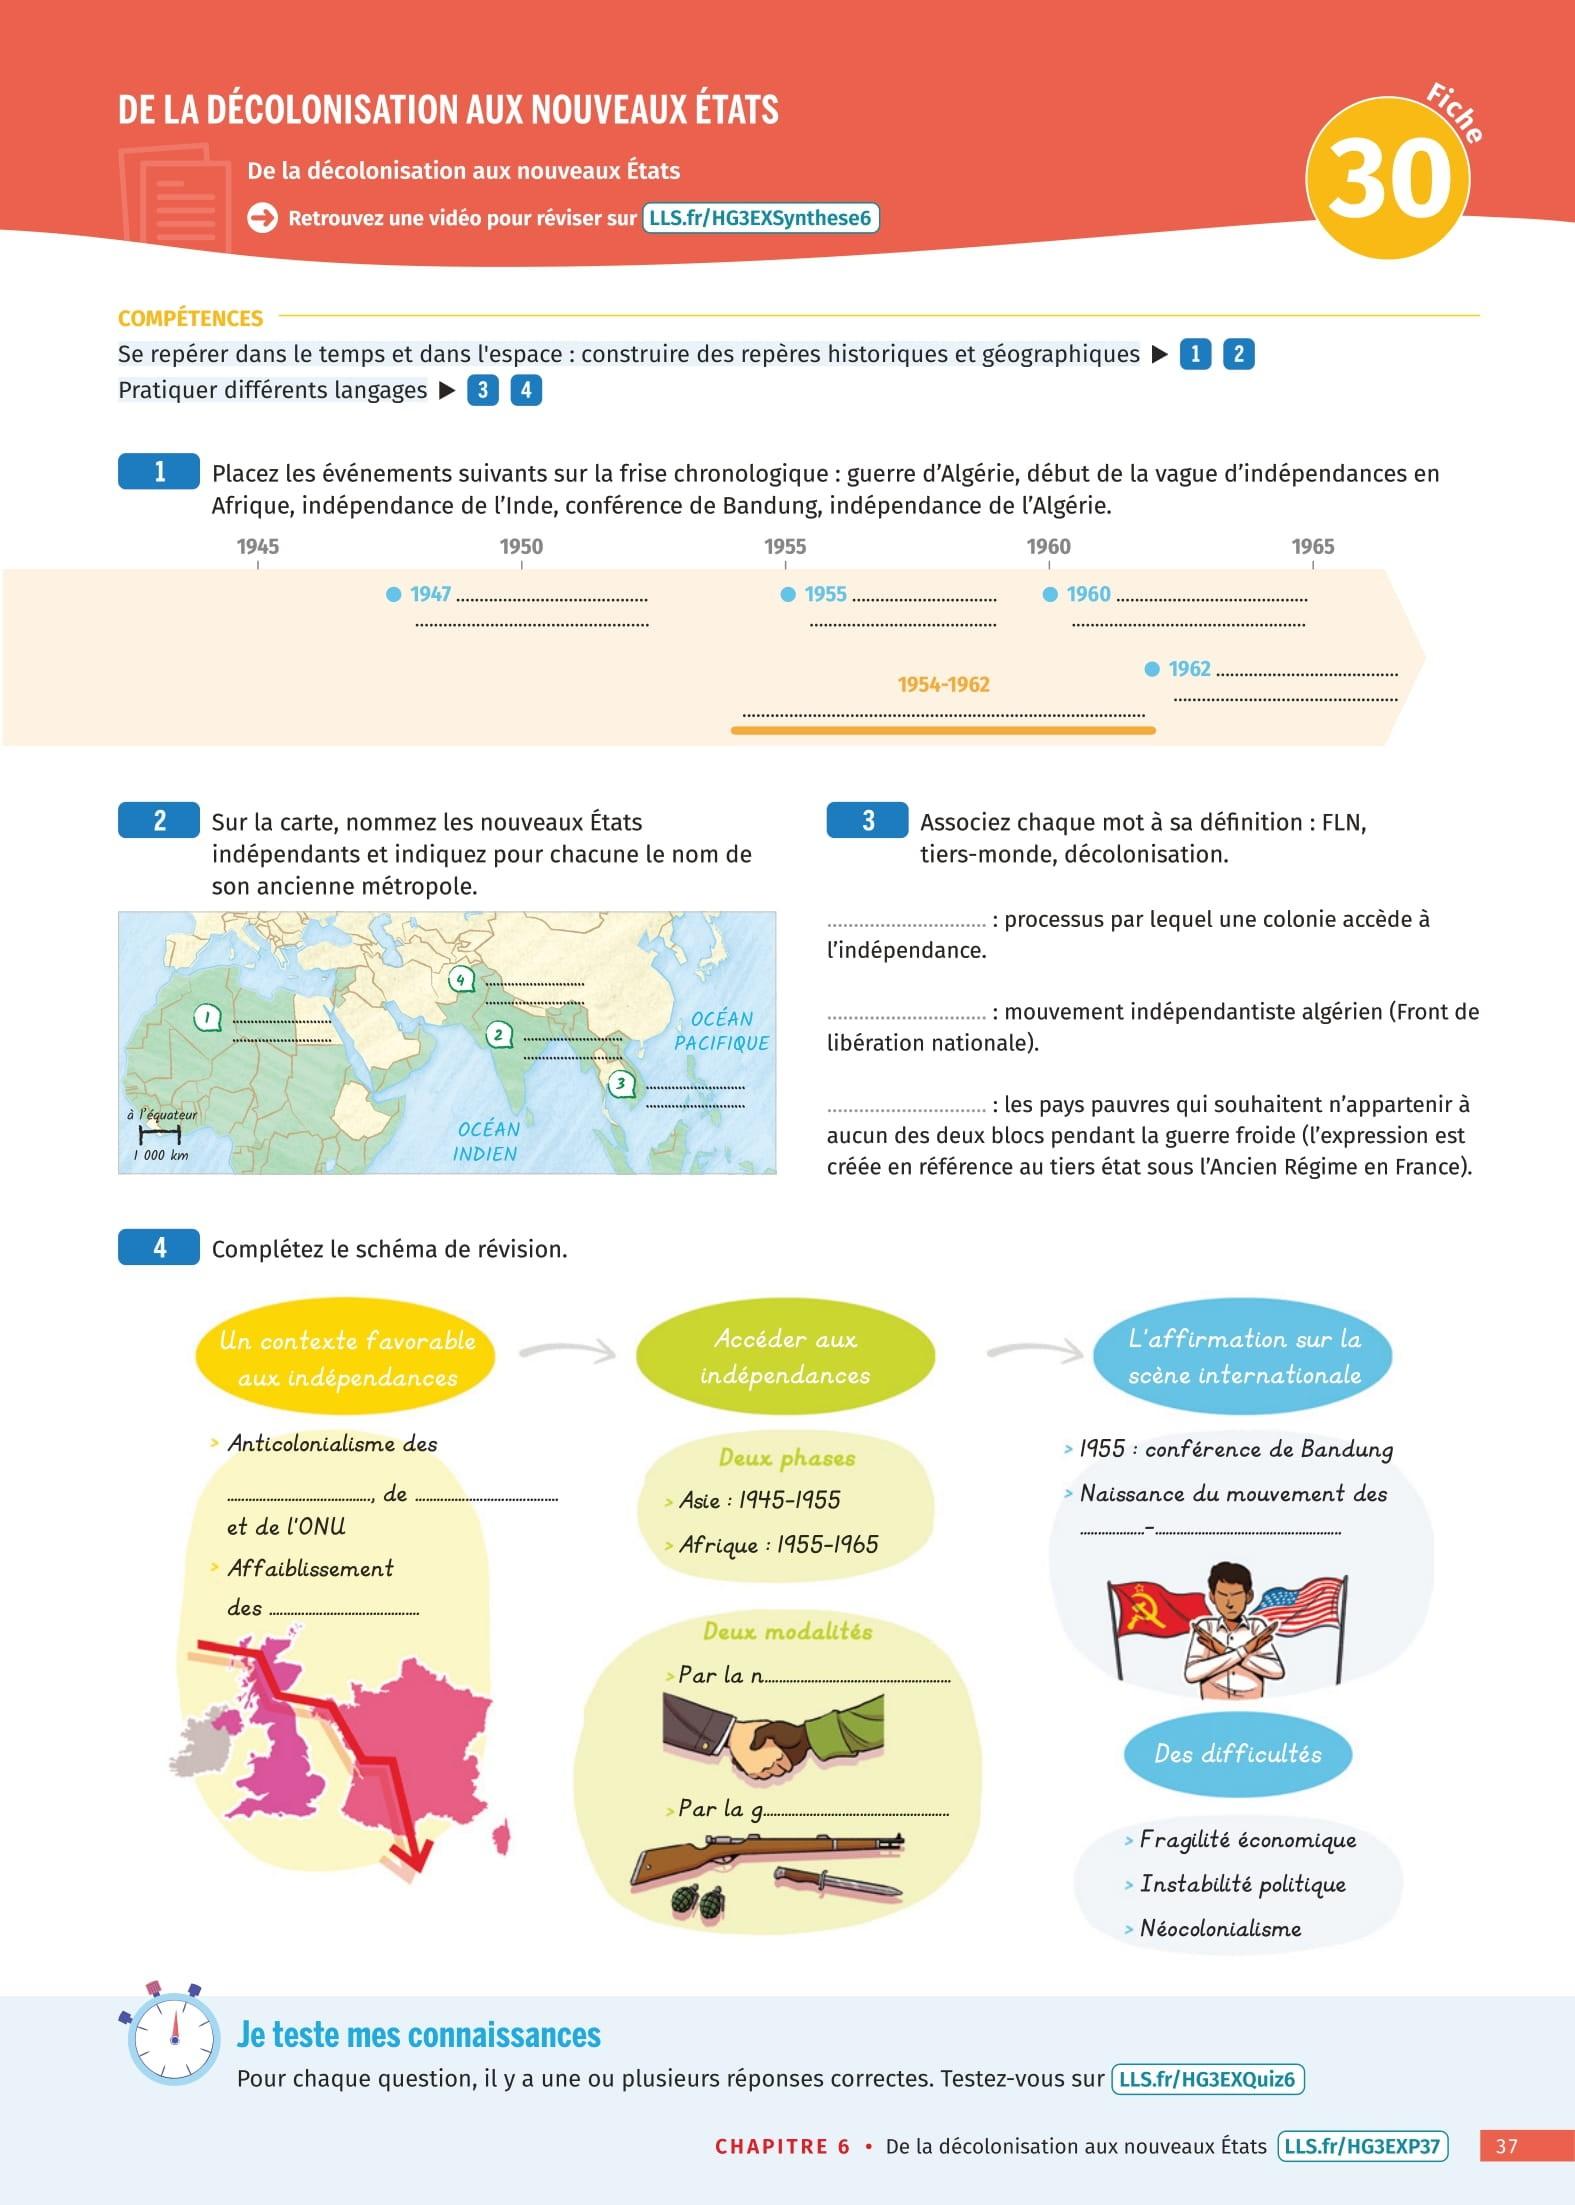 DE LA DÉCOLONISATION AUX NOUVEAUX ÉTATS
Fiche
30
De la décolonisation aux nouveaux États
Retrouvez une vidéo pour réviser sur LLS.fr/HG3EXSynthese6
COMPÉTENCES
Se repérer dans le temps et dans l'espace : construire des repères historiques et géographiques ▶ 1 2
Pratiquer différents langages ▶ 3 4
1 Placez les événements suivants sur la frise chronologique : guerre d'Algérie, début de la vague d'indépendances en
Afrique, indépendance de l'Inde, conférence de Bandung, indépendance de l'Algérie.
1945 1950 1955 1960 1965
1947 ........................................ 1955 .............................. 1960 ........................................
1962 ......................................
1954-1962
2 Sur la carte, nommez les nouveaux États
indépendants et indiquez pour chacune le nom de
son ancienne métropole.
4
1
2
3
OCÉAN
PACIFIQUE
à l'équateur
1 000 km
OCÉAN
INDIEN
3 Associez chaque mot à sa définition : FLN,
tiers-monde, décolonisation.
.............................. : processus par lequel une colonie accède à
l'indépendance.
.............................. : mouvement indépendantiste algérien (Front de
libération nationale).
.............................. : les pays pauvres qui souhaitent n'appartenir à
aucun des deux blocs pendant la guerre froide (l'expression est
créée en référence au tiers état sous l'Ancien Régime en France).
4 Complétez le schéma de révision.
Un contexte favorable
aux indépendances
> Anticolonialisme des
.............................., de ..............................
et de l'ONU
> Affaiblissement
des ..............................
Accéder aux
indépendances
Deux phases
> Asie : 1945-1955
> Afrique : 1955-1965
Deux modalités
> Par la n........................................
> Par la g........................................
L'affirmation sur la
scène internationale
> 1955 : conférence de Bandung
> Naissance du mouvement des
..............-........................................
Des difficultés
> Fragilité économique
> Instabilité politique
> Néocolonialisme
Je teste mes connaissances
Pour chaque question, il y a une ou plusieurs réponses correctes. Testez-vous sur LLS.fr/HG3EXQuiz6
CHAPITRE 6 • De la décolonisation aux nouveaux États LLS.fr/HG3EXP37 37